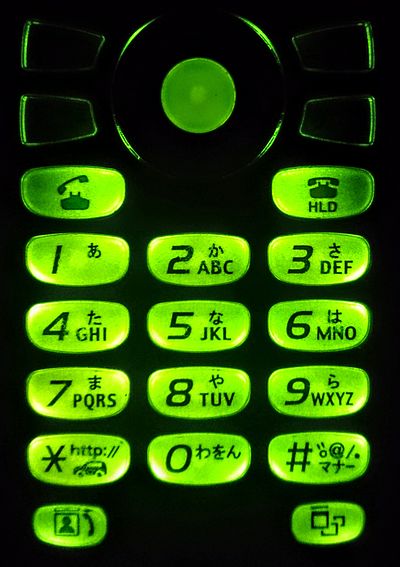 HLD
1 あ
2 か ABC
3 さ DEF
4 た GHI
5 な JKL
6 は MNO
7 ま PQRS
8 や TUV
9 ら WXYZ
* http://
0 わをん
# ゛゜@/.
マナー